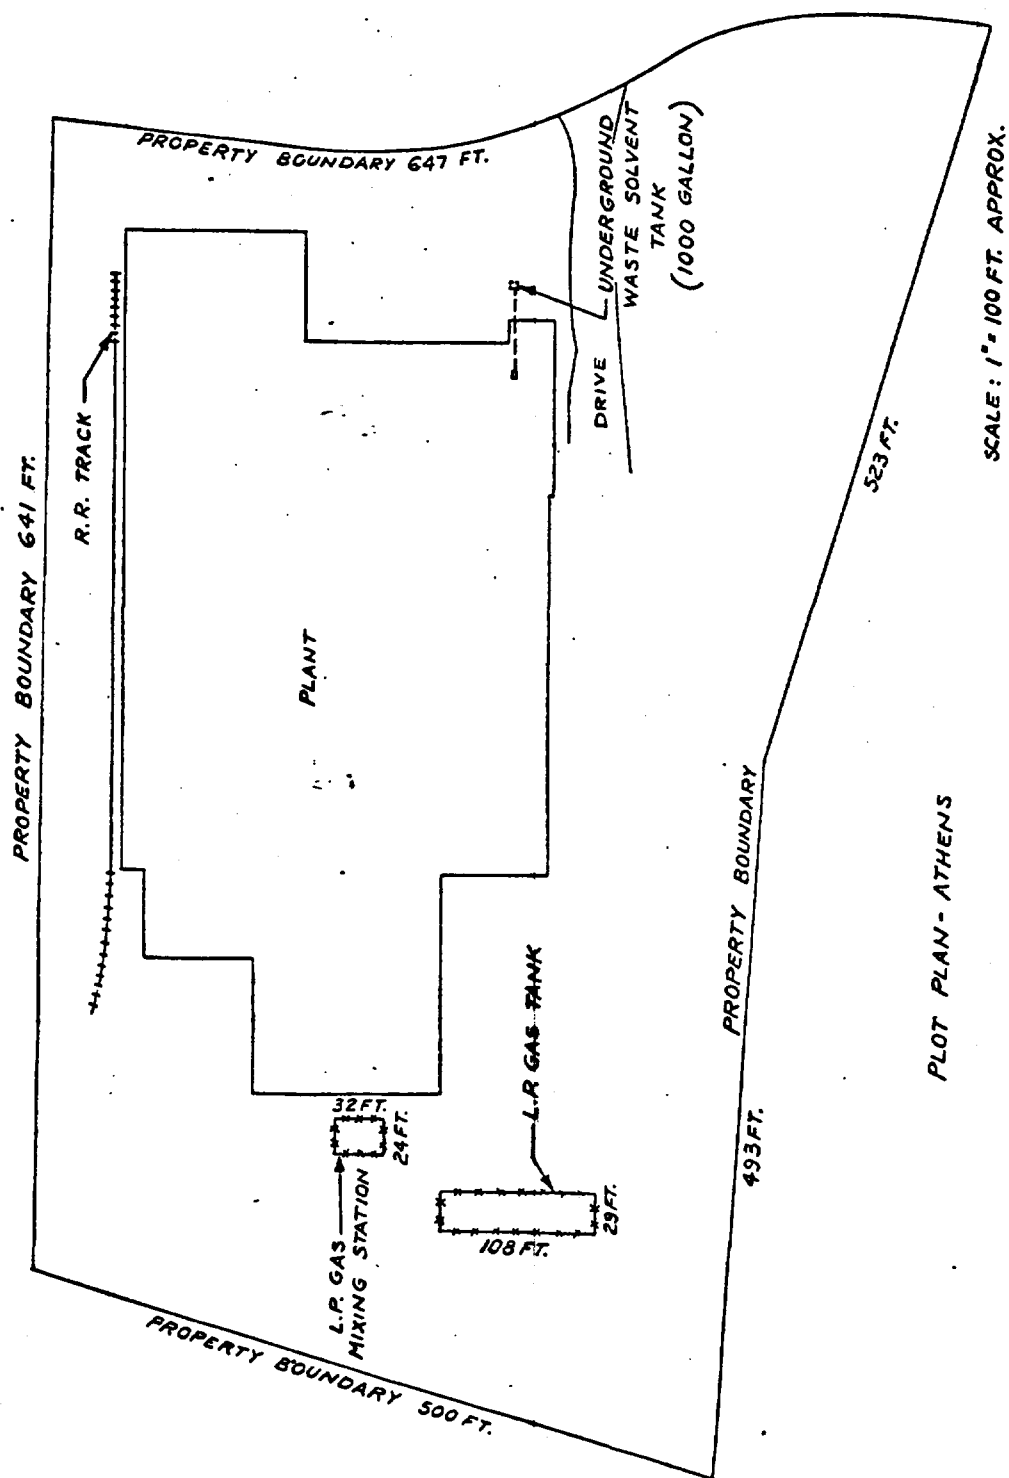 PROPERTY BOUNDARY 641 FT.
R.R. TRACK
PROPERTY BOUNDARY 647 FT.
PLANT
DRIVE
UNDERGROUND
WASTE SOLVENT
TANK
(1000 GALLON)
32 FT.
24 FT.
L.P. GAS
MIXING STATION
L.P. GAS TANK
108 FT.
29 FT.
PROPERTY BOUNDARY 500 FT.
PROPERTY BOUNDARY
493 FT.
523 FT.
PLOT PLAN - ATHENS
SCALE: 1" = 100 FT. APPROX.